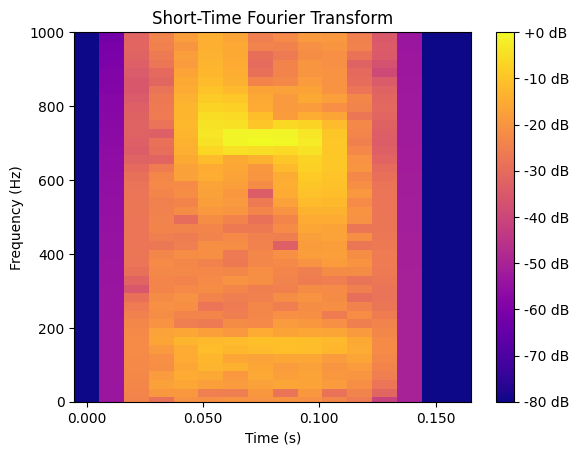 Short-Time Fourier Transform
1000
800
600
400
200
0
Frequency (Hz)
0.000
0.050
0.100
0.150
Time (s)
+0 dB
-10 dB
-20 dB
-30 dB
-40 dB
-50 dB
-60 dB
-70 dB
-80 dB